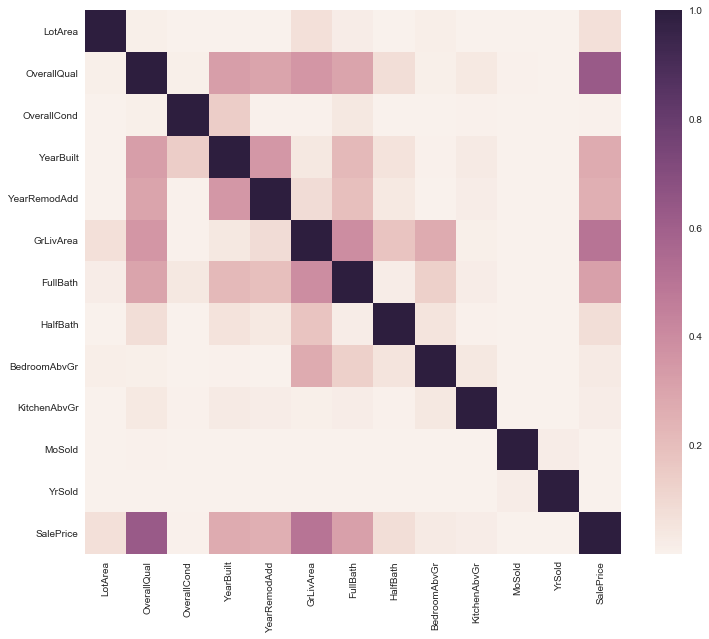 LotArea
OverallQual
OverallCond
YearBuilt
YearRemodAdd
GrLivArea
FullBath
HalfBath
BedroomAbvGr
KitchenAbvGr
MoSold
YrSold
SalePrice
LotArea
OverallQual
OverallCond
YearBuilt
YearRemodAdd
GrLivArea
FullBath
HalfBath
BedroomAbvGr
KitchenAbvGr
MoSold
YrSold
SalePrice
1.0
0.8
0.6
0.4
0.2